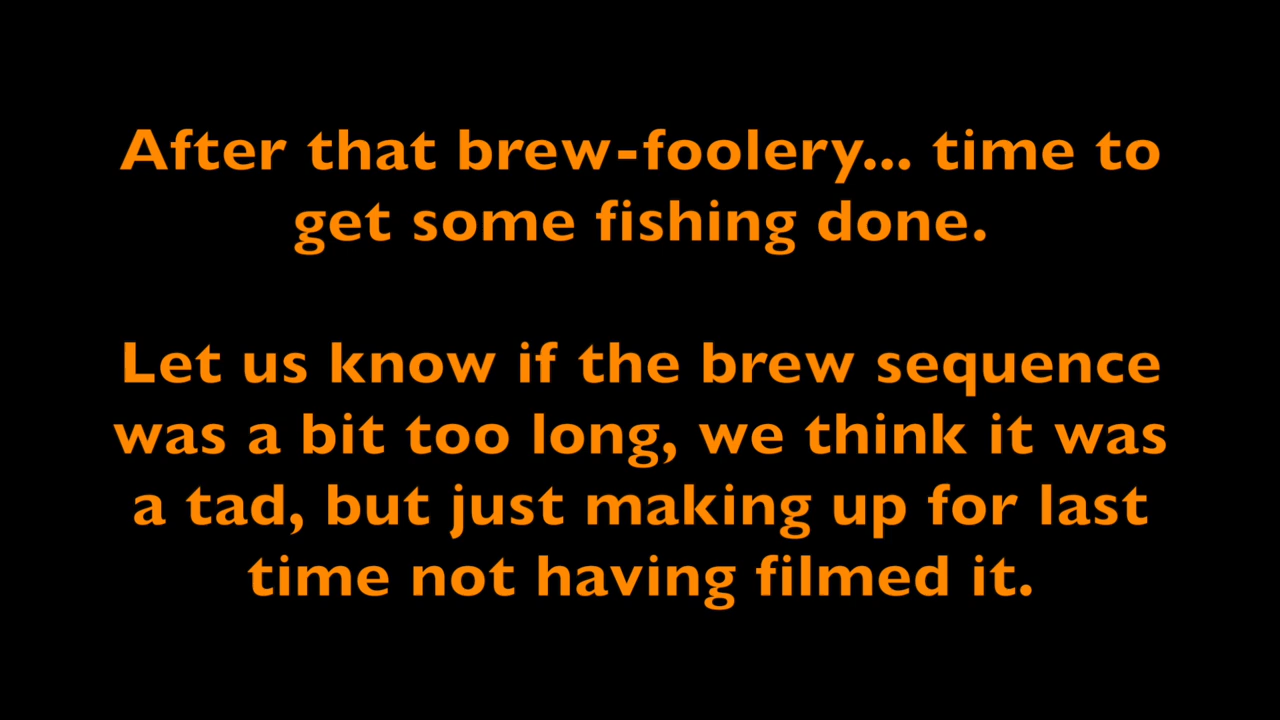 After that brew-foolery... time to
get some fishing done.
Let us know if the brew sequence
was a bit too long, we think it was
a tad, but just making up for last
time not having filmed it.